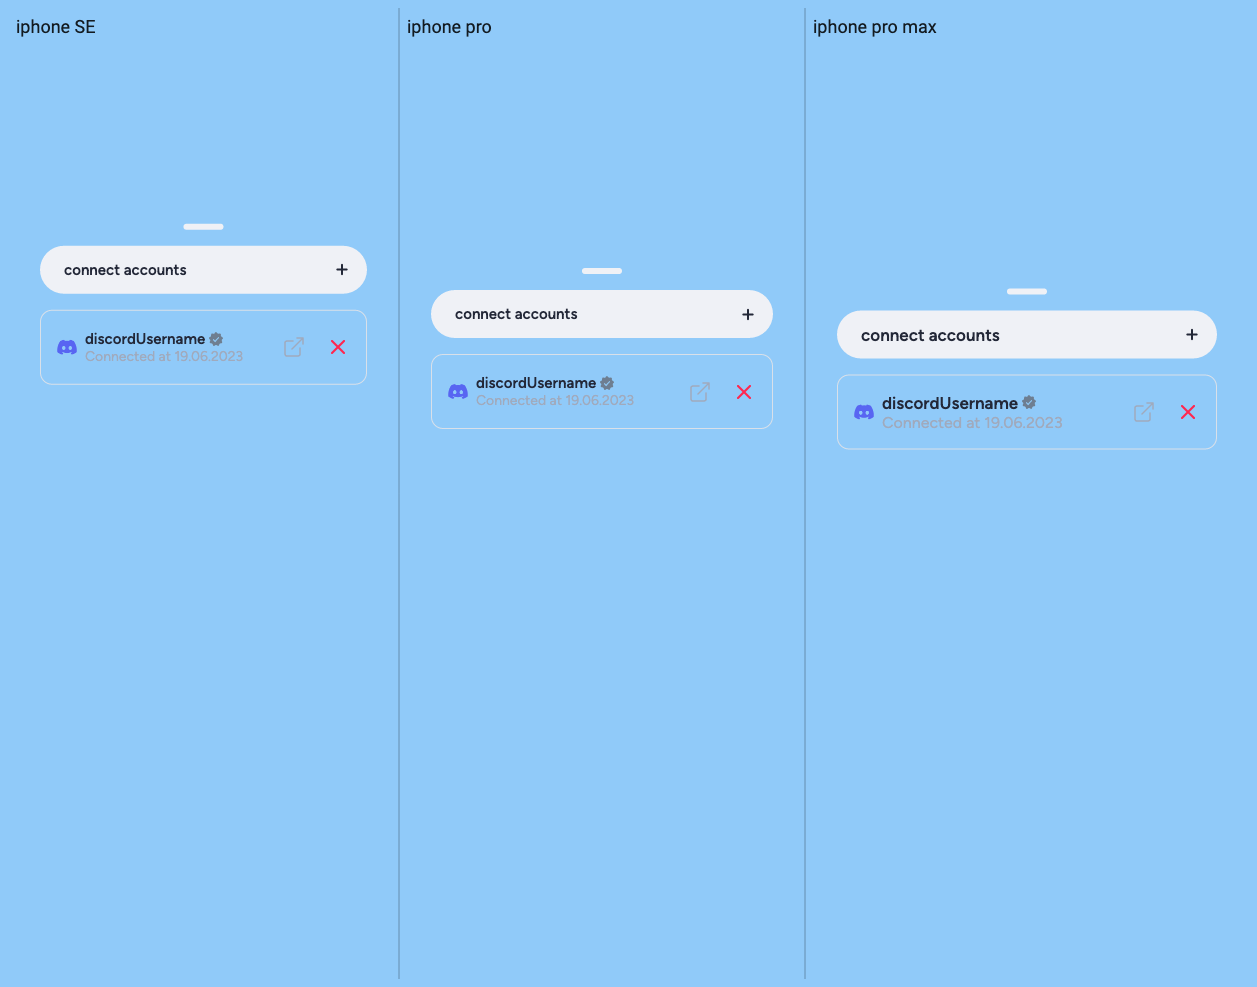 iphone SE
connect accounts
discordUsername
Connected at 19.06.2023
iphone pro
connect accounts
discordUsername
Connected at 19.06.2023
iphone pro max
connect accounts
discordUsername
Connected at 19.06.2023